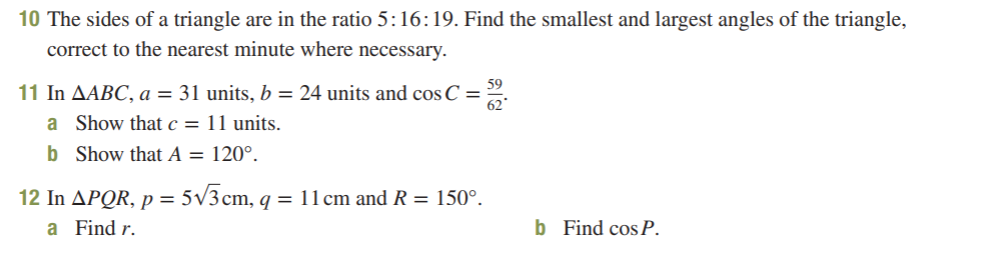 10 The sides of a triangle are in the ratio 5:16:19. Find the smallest and largest angles of the triangle,
correct to the nearest minute where necessary.
11 In ΔABC, a = 31 units, b = 24 units and cos C = 59/62.
a Show that c = 11 units.
b Show that A = 120°.
12 In ΔPQR, p = 5√3 cm, q = 11 cm and R = 150°.
a Find r. b Find cos P.